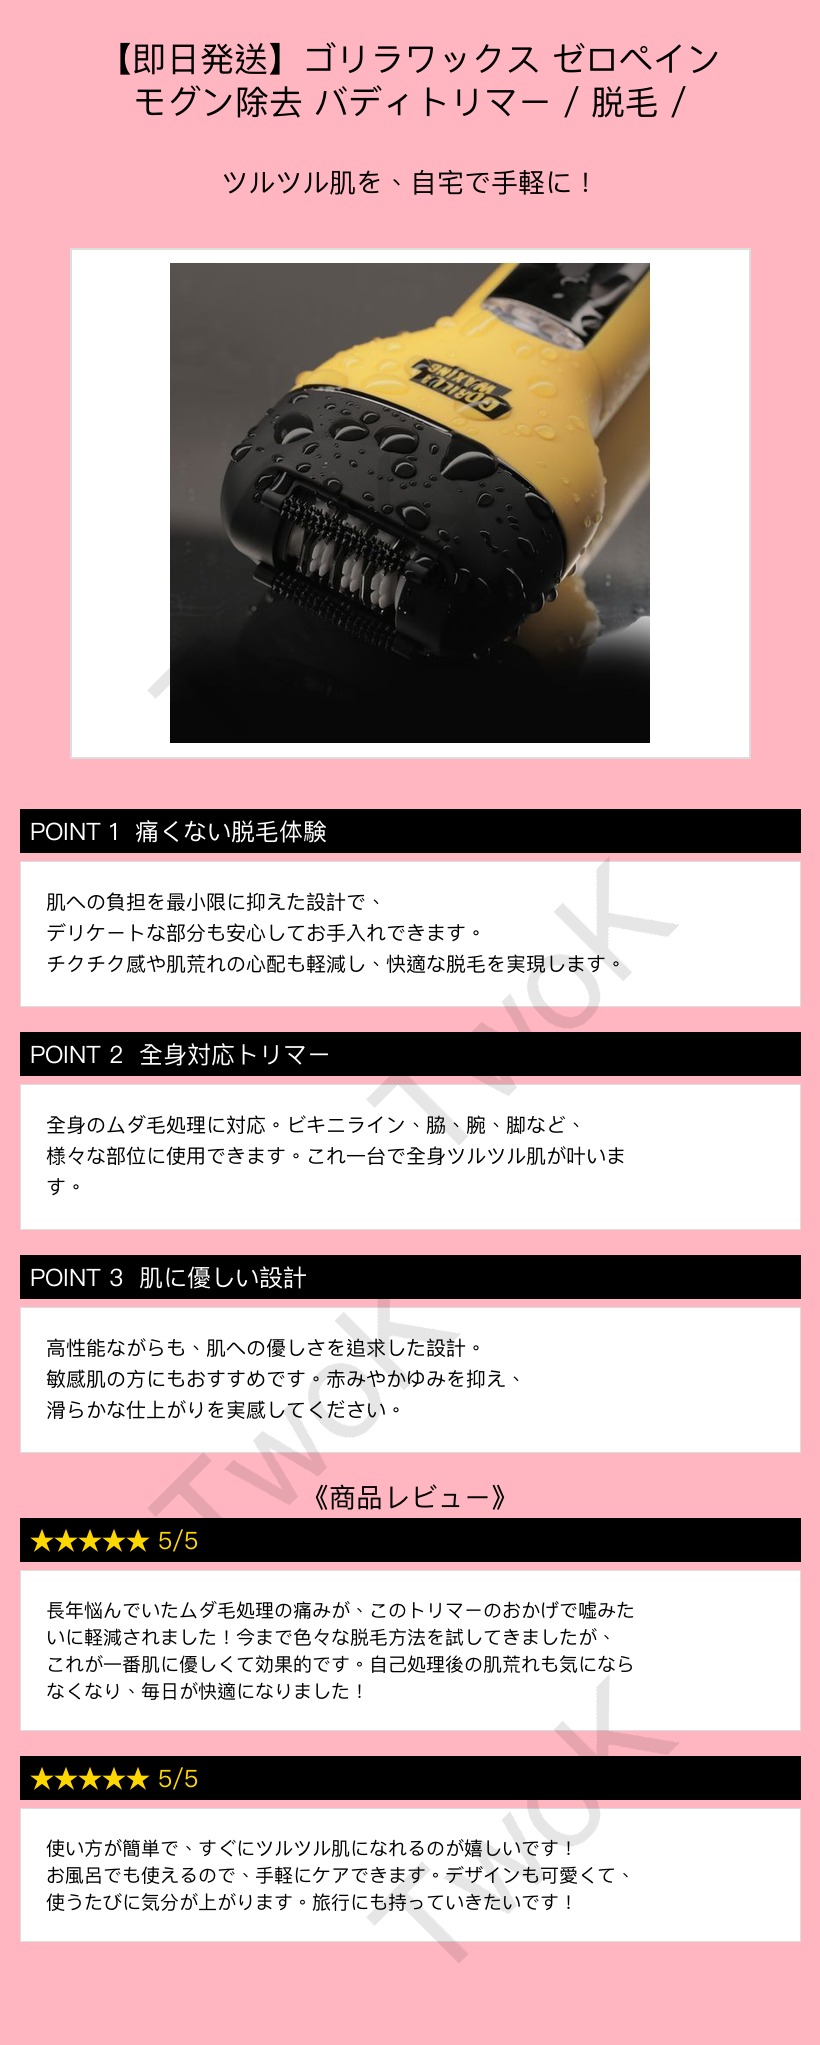 【即日発送】ゴリラワックス ゼロペイン
モグン除去 バディトリマー / 脱毛 /
ツルツル肌を、自宅で手軽に！
GORILLA
WAXING
POINT 1 痛くない脱毛体験
肌への負担を最小限に抑えた設計で、
デリケートな部分も安心してお手入れできます。
チクチク感や肌荒れの心配も軽減し、快適な脱毛を実現します。
POINT 2 全身対応トリマー
全身のムダ毛処理に対応。ビキニライン、脇、腕、脚など、
様々な部位に使用できます。これ一台で全身ツルツル肌が叶いま
す。
POINT 3 肌に優しい設計
高性能ながらも、肌への優しさを追求した設計。
敏感肌の方にもおすすめです。赤みやかゆみを抑え、
滑らかな仕上がりを実感してください。
《商品レビュー》
★★★★★ 5/5
長年悩んでいたムダ毛処理の痛みが、このトリマーのおかげで嘘みた
いに軽減されました！今まで色々な脱毛方法を試してきましたが、
これが一番肌に優しくて効果的です。自己処理後の肌荒れも気になら
なくなり、毎日が快適になりました！
★★★★★ 5/5
使い方が簡単で、すぐにツルツル肌になれるのが嬉しいです！
お風呂でも使えるので、手軽にケアできます。デザインも可愛くて、
使うたびに気分が上がります。旅行にも持っていきたいです！
TwoK
TwoK
TwoK